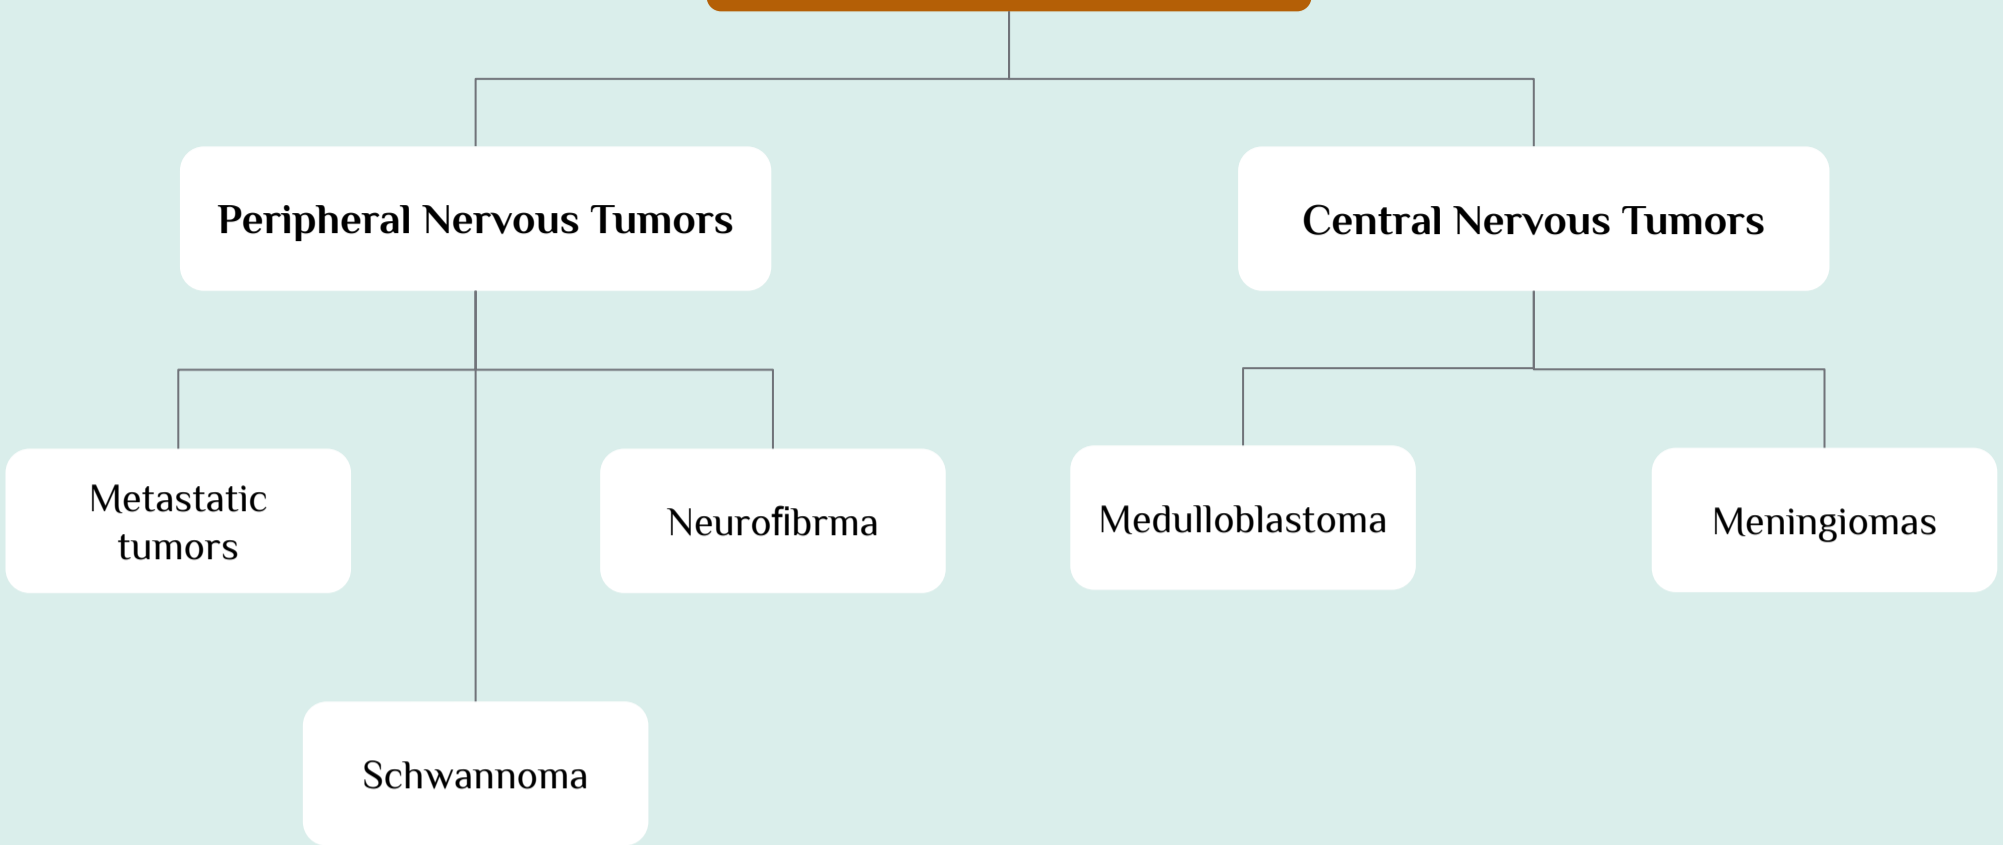 Peripheral Nervous Tumors
Central Nervous Tumors
Metastatic
tumors
Neurofibrma
Medulloblastoma
Meningiomas
Schwannoma